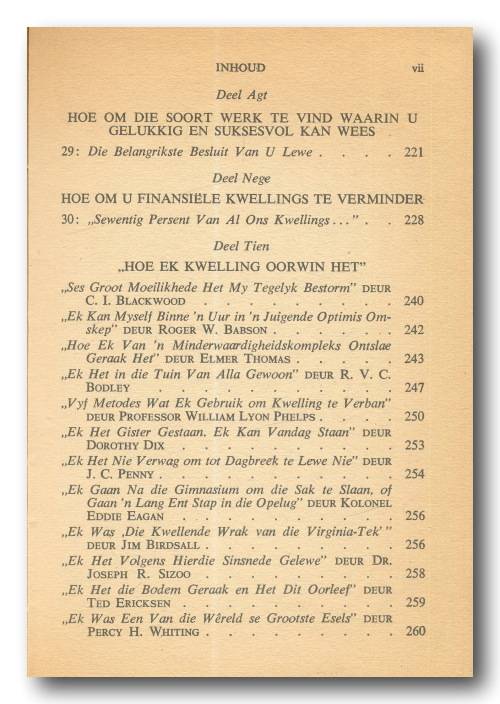 INHOUD vii
Deel Agt
HOE OM DIE SOORT WERK TE VIND WAARIN U
GELUKKIG EN SUKSESVOL KAN WEES
29: Die Belangrikste Besluit Van U Lewe . . . . 221
Deel Nege
HOE OM U FINANSIËLE KWELLINGS TE VERMINDER
30: „Sewentig Persent Van Al Ons Kwellings . . .” . . 228
Deel Tien
„HOE EK KWELLING OORWIN HET”
„Ses Groot Moeilikhede Het My Tegelyk Bestorm” DEUR
C. I. BLACKWOOD . . . . . . . . . 240
„Ek Kan Myself Binne 'n Uur in 'n Juigende Optimis Om-
skep” DEUR ROGER W. BABSON . . . . . . 242
„Hoe Ek Van 'n Minderwaardigheidskompleks Ontslae
Geraak Het” DEUR ELMER THOMAS . . . . . 243
„Ek Het in die Tuin Van Alla Gewoon” DEUR R. V. C.
BODLEY . . . . . . . . . . . 247
„Vyf Metodes Wat Ek Gebruik om Kwelling te Verban”
DEUR PROFESSOR WILLIAM LYON PHELPS . . . . 250
„Ek Het Gister Gestaan. Ek Kan Vandag Staan” DEUR
DOROTHY DIX . . . . . . . . . . 253
„Ek Het Nie Verwag om tot Dagbreek te Lewe Nie” DEUR
J. C. PENNY . . . . . . . . . . . 254
„Ek Gaan Na die Gimnasium om die Sak te Slaan, of
Gaan 'n Lang Ent Stap in die Opelug” DEUR KOLONEL
EDDIE EAGAN . . . . . . . . . . 256
„Ek Was ‚Die Kwellende Wrak van die Virginia-Tek’ ”
DEUR JIM BIRDSALL . . . . . . . . . 256
„Ek Het Volgens Hierdie Sinsnede Gelewe” DEUR DR.
JOSEPH R. SIZOO . . . . . . . . . 258
„Ek Het die Bodem Geraak en Het Dit Oorleef” DEUR
TED ERICKSEN . . . . . . . . . . 259
„Ek Was Een Van die Wêreld se Grootste Esels” DEUR
PERCY H. WHITING . . . . . . . . . 260